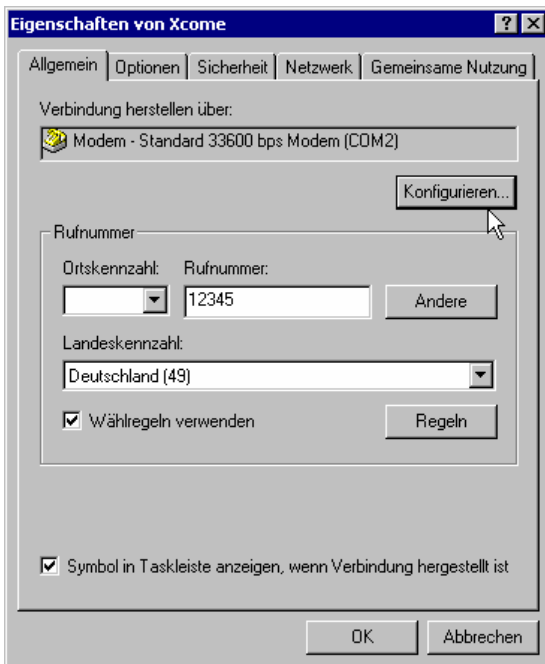 Eigenschaften von Xcome
Allgemein Optionen Sicherheit Netzwerk Gemeinsame Nutzung
Verbindung herstellen über:
Modem - Standard 33600 bps Modem (COM2)
Konfigurieren...
Rufnummer
Ortskennzahl: Rufnummer:
12345 Andere
Landeskennzahl:
Deutschland (49)
Wählregeln verwenden Regeln
Symbol in Taskleiste anzeigen, wenn Verbindung hergestellt ist
OK Abbrechen